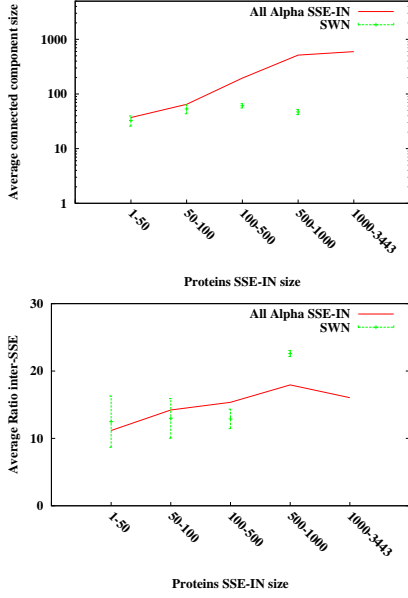 Average connected component size
1000
100
10
1
All Alpha SSE-IN
SWN
1-50
50-100
100-500
500-1000
1000-3443
Proteins SSE-IN size
Average Ratio inter-SSE
30
20
10
0
All Alpha SSE-IN
SWN
1-50
50-100
100-500
500-1000
1000-3443
Proteins SSE-IN size